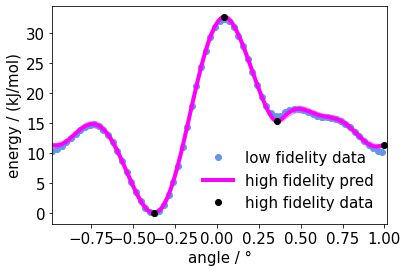 energy / (kJ/mol)
30
25
20
15
10
5
0
low fidelity data
high fidelity pred
high fidelity data
−0.75−0.50−0.25 0.00 0.25 0.50 0.75 1.00
angle / °